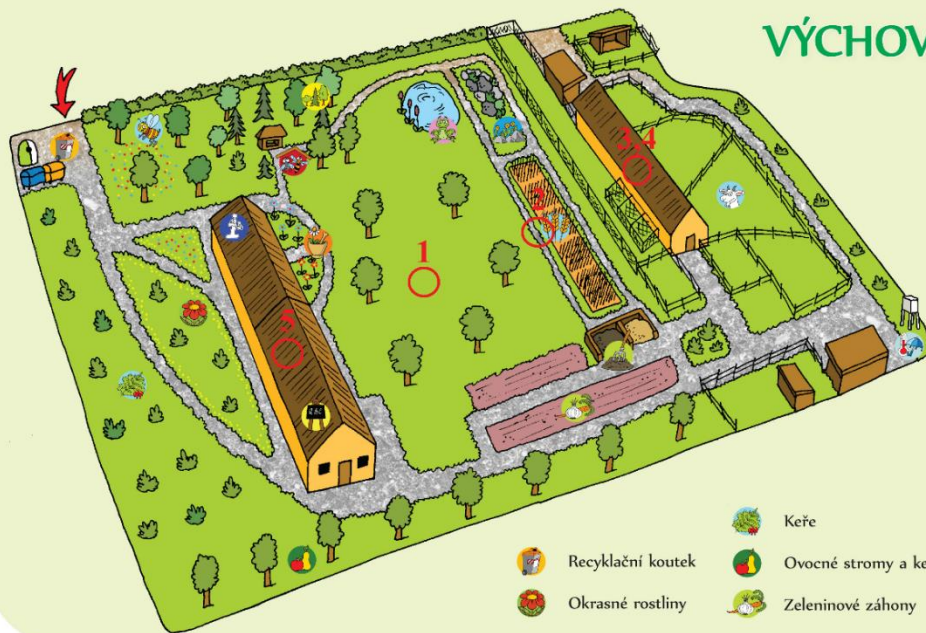 VÝCHOV
3,4
2
1
5
Keře
Recyklační koutek
Ovocné stromy a ke
Okrasné rostliny
Zeleninové záhony